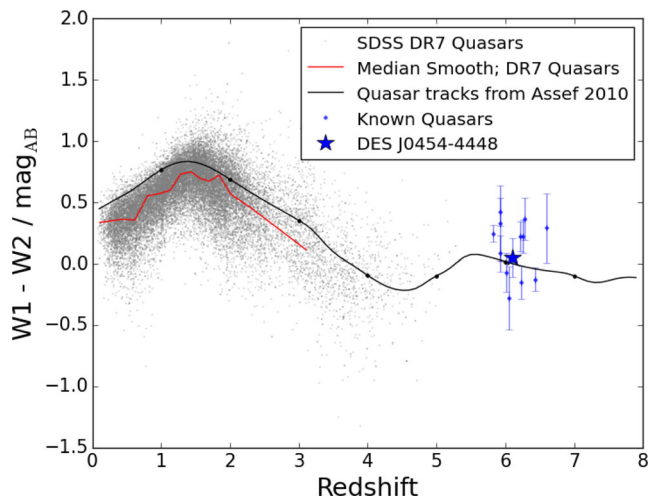 2.0
1.5
1.0
0.5
0.0
−0.5
−1.0
−1.5
W1 - W2 / mag_AB
SDSS DR7 Quasars
Median Smooth; DR7 Quasars
Quasar tracks from Assef 2010
Known Quasars
DES J0454-4448
0 1 2 3 4 5 6 7 8
Redshift